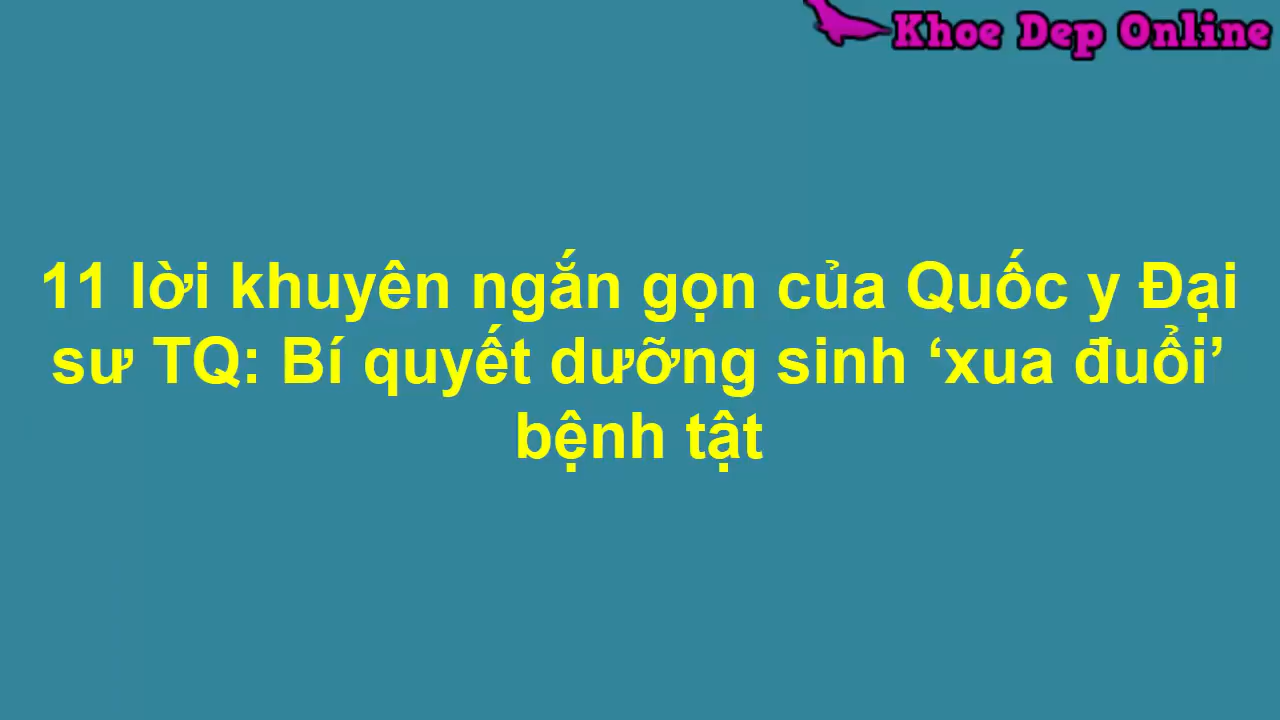 Khoe Dep Online
11 lời khuyên ngắn gọn của Quốc y Đại
sư TQ: Bí quyết dưỡng sinh ‘xua đuổi’
bệnh tật